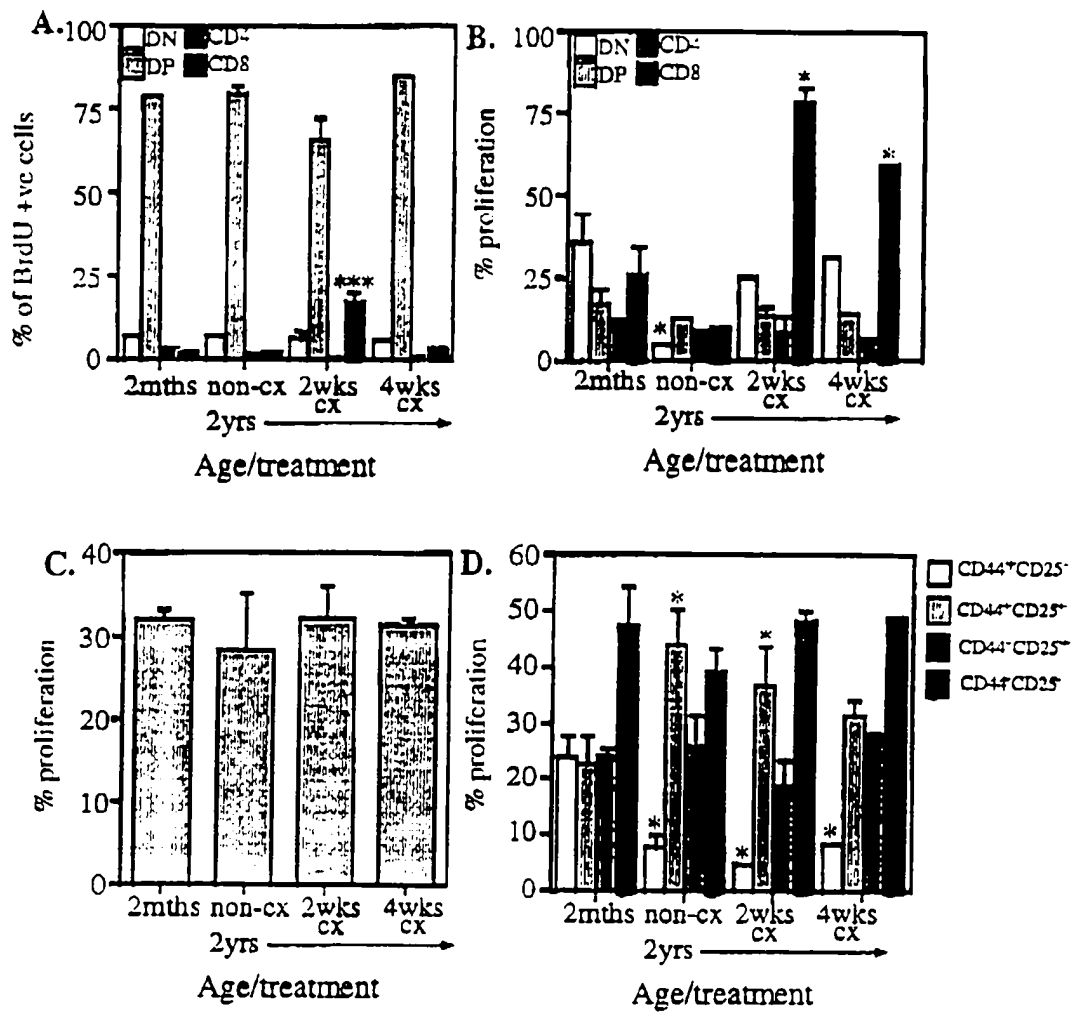 A.
100
75
50
25
0
DN
CD4
DP
CD8
% of BrdU +ve cells
***
2mths non-cx 2wks 4wks
cx cx
2yrs
Age/treatment
B.
100
75
50
25
0
DN
CD4
DP
CD8
% proliferation
*
*
*
2mths non-cx 2wks 4wks
cx cx
2yrs
Age/treatment
C.
40
30
20
10
0
% proliferation
2mths non-cx 2wks 4wks
cx cx
2yrs
Age/treatment
D.
60
50
40
30
20
10
0
% proliferation
*
*
*
*
*
2mths non-cx 2wks 4wks
cx cx
2yrs
Age/treatment
CD44⁺CD25⁻
CD44⁺CD25⁺
CD44⁻CD25⁺
CD44⁻CD25⁻